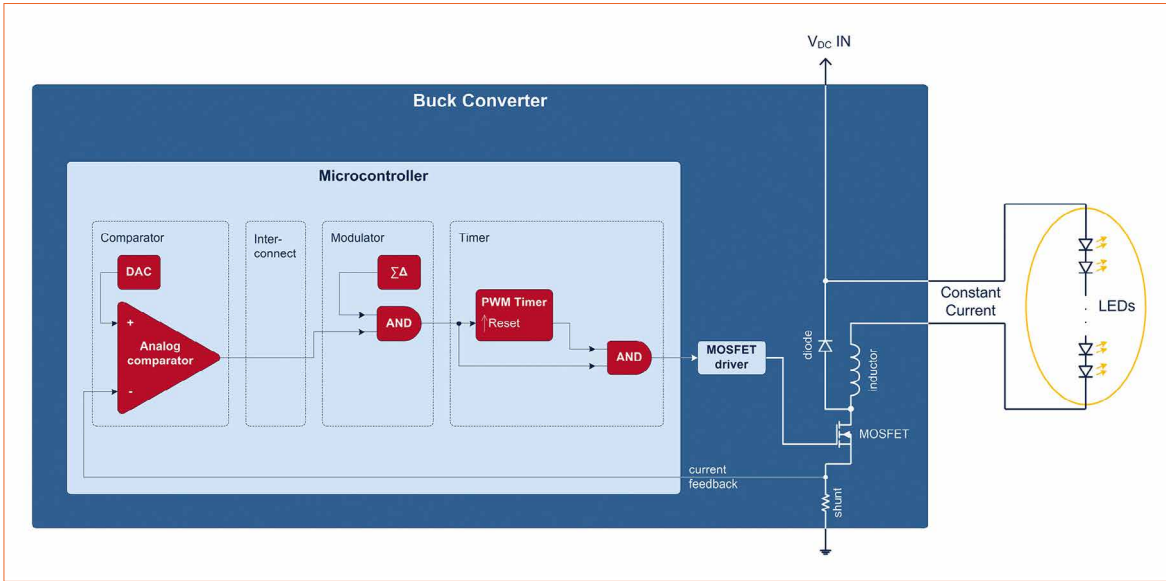 V_DC IN
Buck Converter
Microcontroller
Comparator
Inter-
connect
Modulator
Timer
DAC
∑Δ
PWM Timer
↑Reset
+
Analog
comparator
-
AND
AND
MOSFET
driver
diode
inductor
MOSFET
current
feedback
shunt
Constant
Current
LEDs